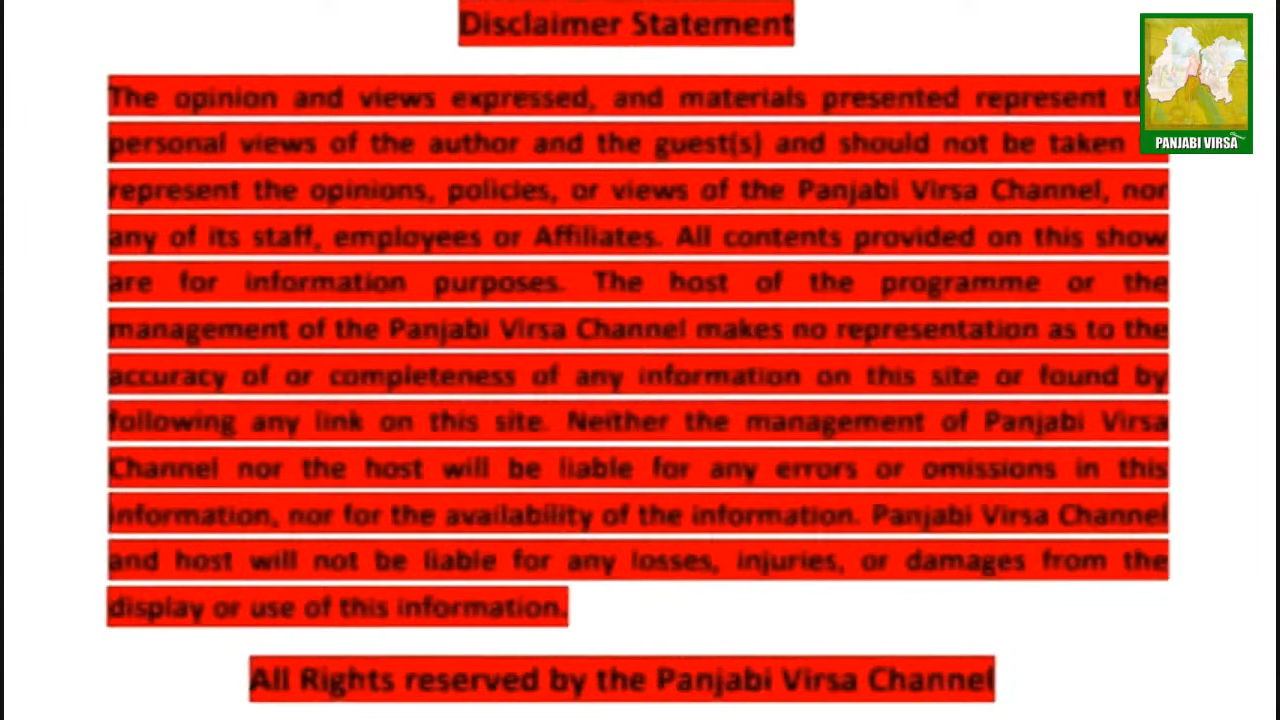 Disclaimer Statement
The opinion and views expressed, and materials presented represent
personal views of the author and the guest(s) and should not be taken
represent the opinions, policies, or views of the Panjabi Virsa Channel, nor
any of its staff, employees or Affiliates. All contents provided on this show
are for information purposes. The host of the programme or the
management of the Panjabi Virsa Channel makes no representation as to the
accuracy of or completeness of any information on this site or found by
following any link on this site. Neither the management of Panjabi Virsa
Channel nor the host will be liable for any errors or omissions in this
information, nor for the availability of the information. Panjabi Virsa Channel
and host will not be liable for any losses, injuries, or damages from the
display or use of this information.
All Rights reserved by the Panjabi Virsa Channel
PANJABI VIRSA